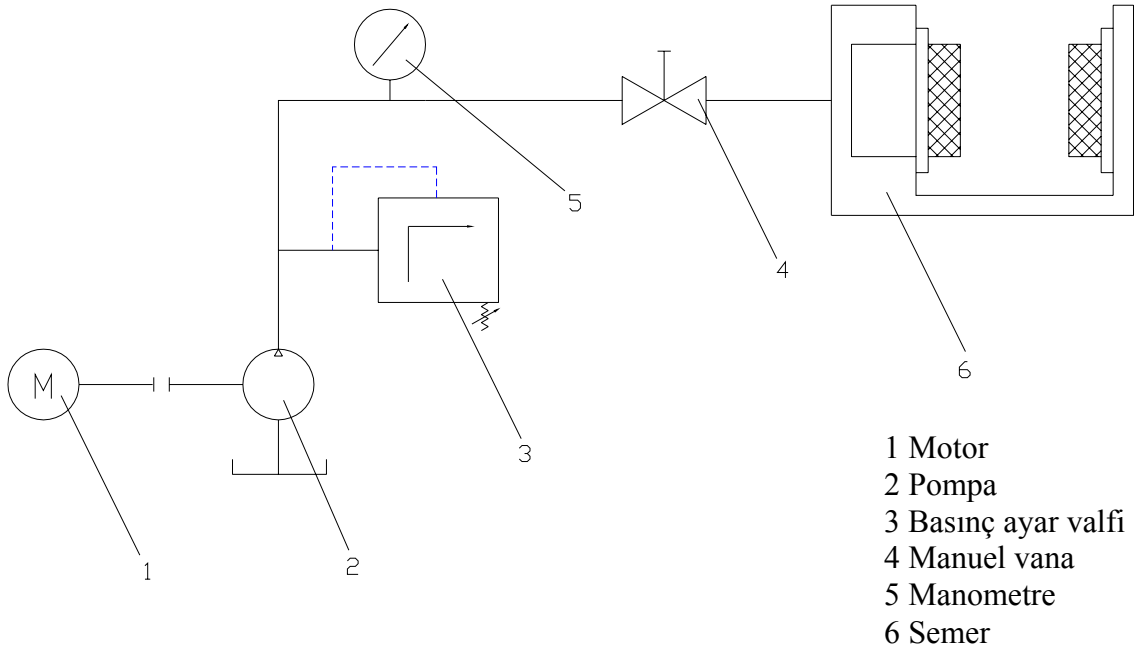 5
4
6
M
3
1
2
1 Motor
2 Pompa
3 Basınç ayar valfi
4 Manuel vana
5 Manometre
6 Semer